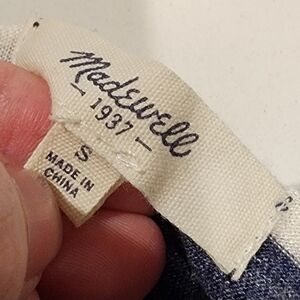 Madewell
— 1937 —
S
MADE IN
CHINA